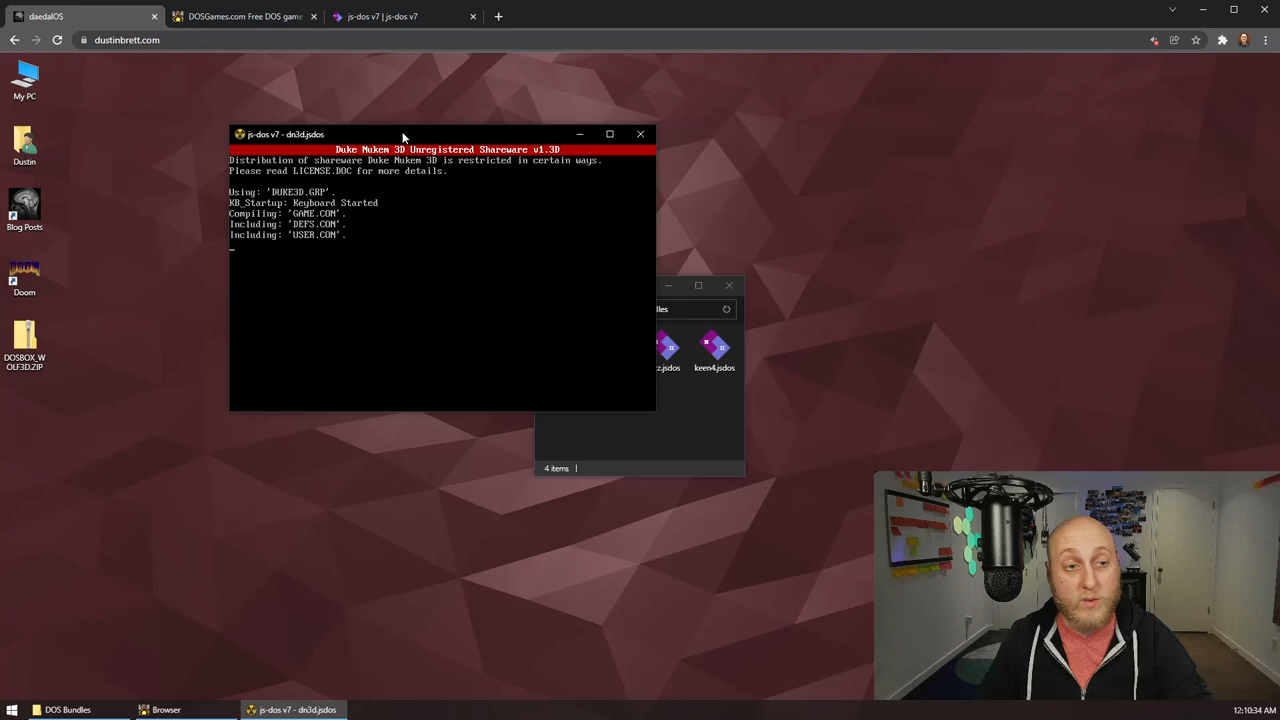 daedalOS
DOSGames.com Free DOS game
js-dos v7 | js-dos v7
dustinbrett.com
My PC
Dustin
Blog Posts
Doom
DOSBOX_W
OLF3D.ZIP
js-dos v7 - dn3d.jsdos
Duke Nukem 3D Unregistered Shareware v1.3D
Distribution of shareware Duke Nukem 3D is restricted in certain ways.
Please read LICENSE.DOC for more details.
Using: 'DUKE3D.GRP'.
KB_Startup: Keyboard Started
Compiling: 'GAME.CON'.
Including: 'DEFS.CON'.
Including: 'USER.CON'.
lles
zz.jsdos
keen4.jsdos
4 items
DOS Bundles
Browser
js-dos v7 - dn3d.jsdos
12:10:34 AM